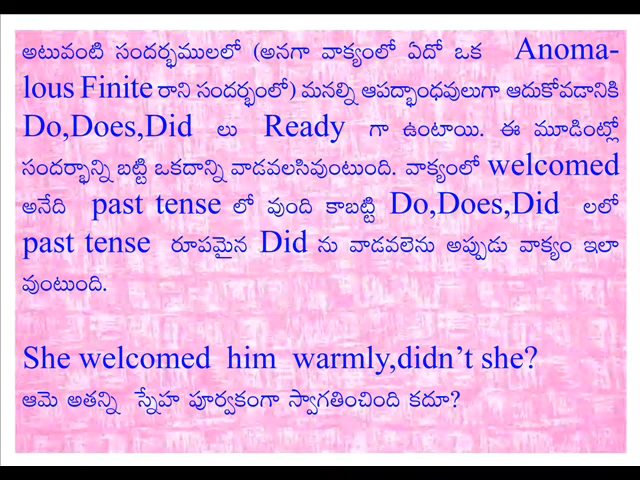 అటువంటి సందర్భములలో (అనగా వాక్యంలో ఏదో ఒక Anoma-
lous Finite రాని సందర్భంలో) మనల్ని ఆపద్భాంధవులుగా ఆదుకోవడానికి
Do,Does,Did లు Ready గా ఉంటాయి. ఈ మూడింట్లో
సందర్భాన్ని బట్టి ఒకదాన్ని వాడవలసివుంటుంది. వాక్యంలో welcomed
అనేది past tense లో వుంది కాబట్టి Do,Does,Did లలో
past tense రూపమైన Did ను వాడవలెను అప్పుడు వాక్యం ఇలా
వుంటుంది.
She welcomed him warmly,didn't she?
ఆమె అతన్ని స్నేహ పూర్వకంగా స్వాగతించింది కదూ?